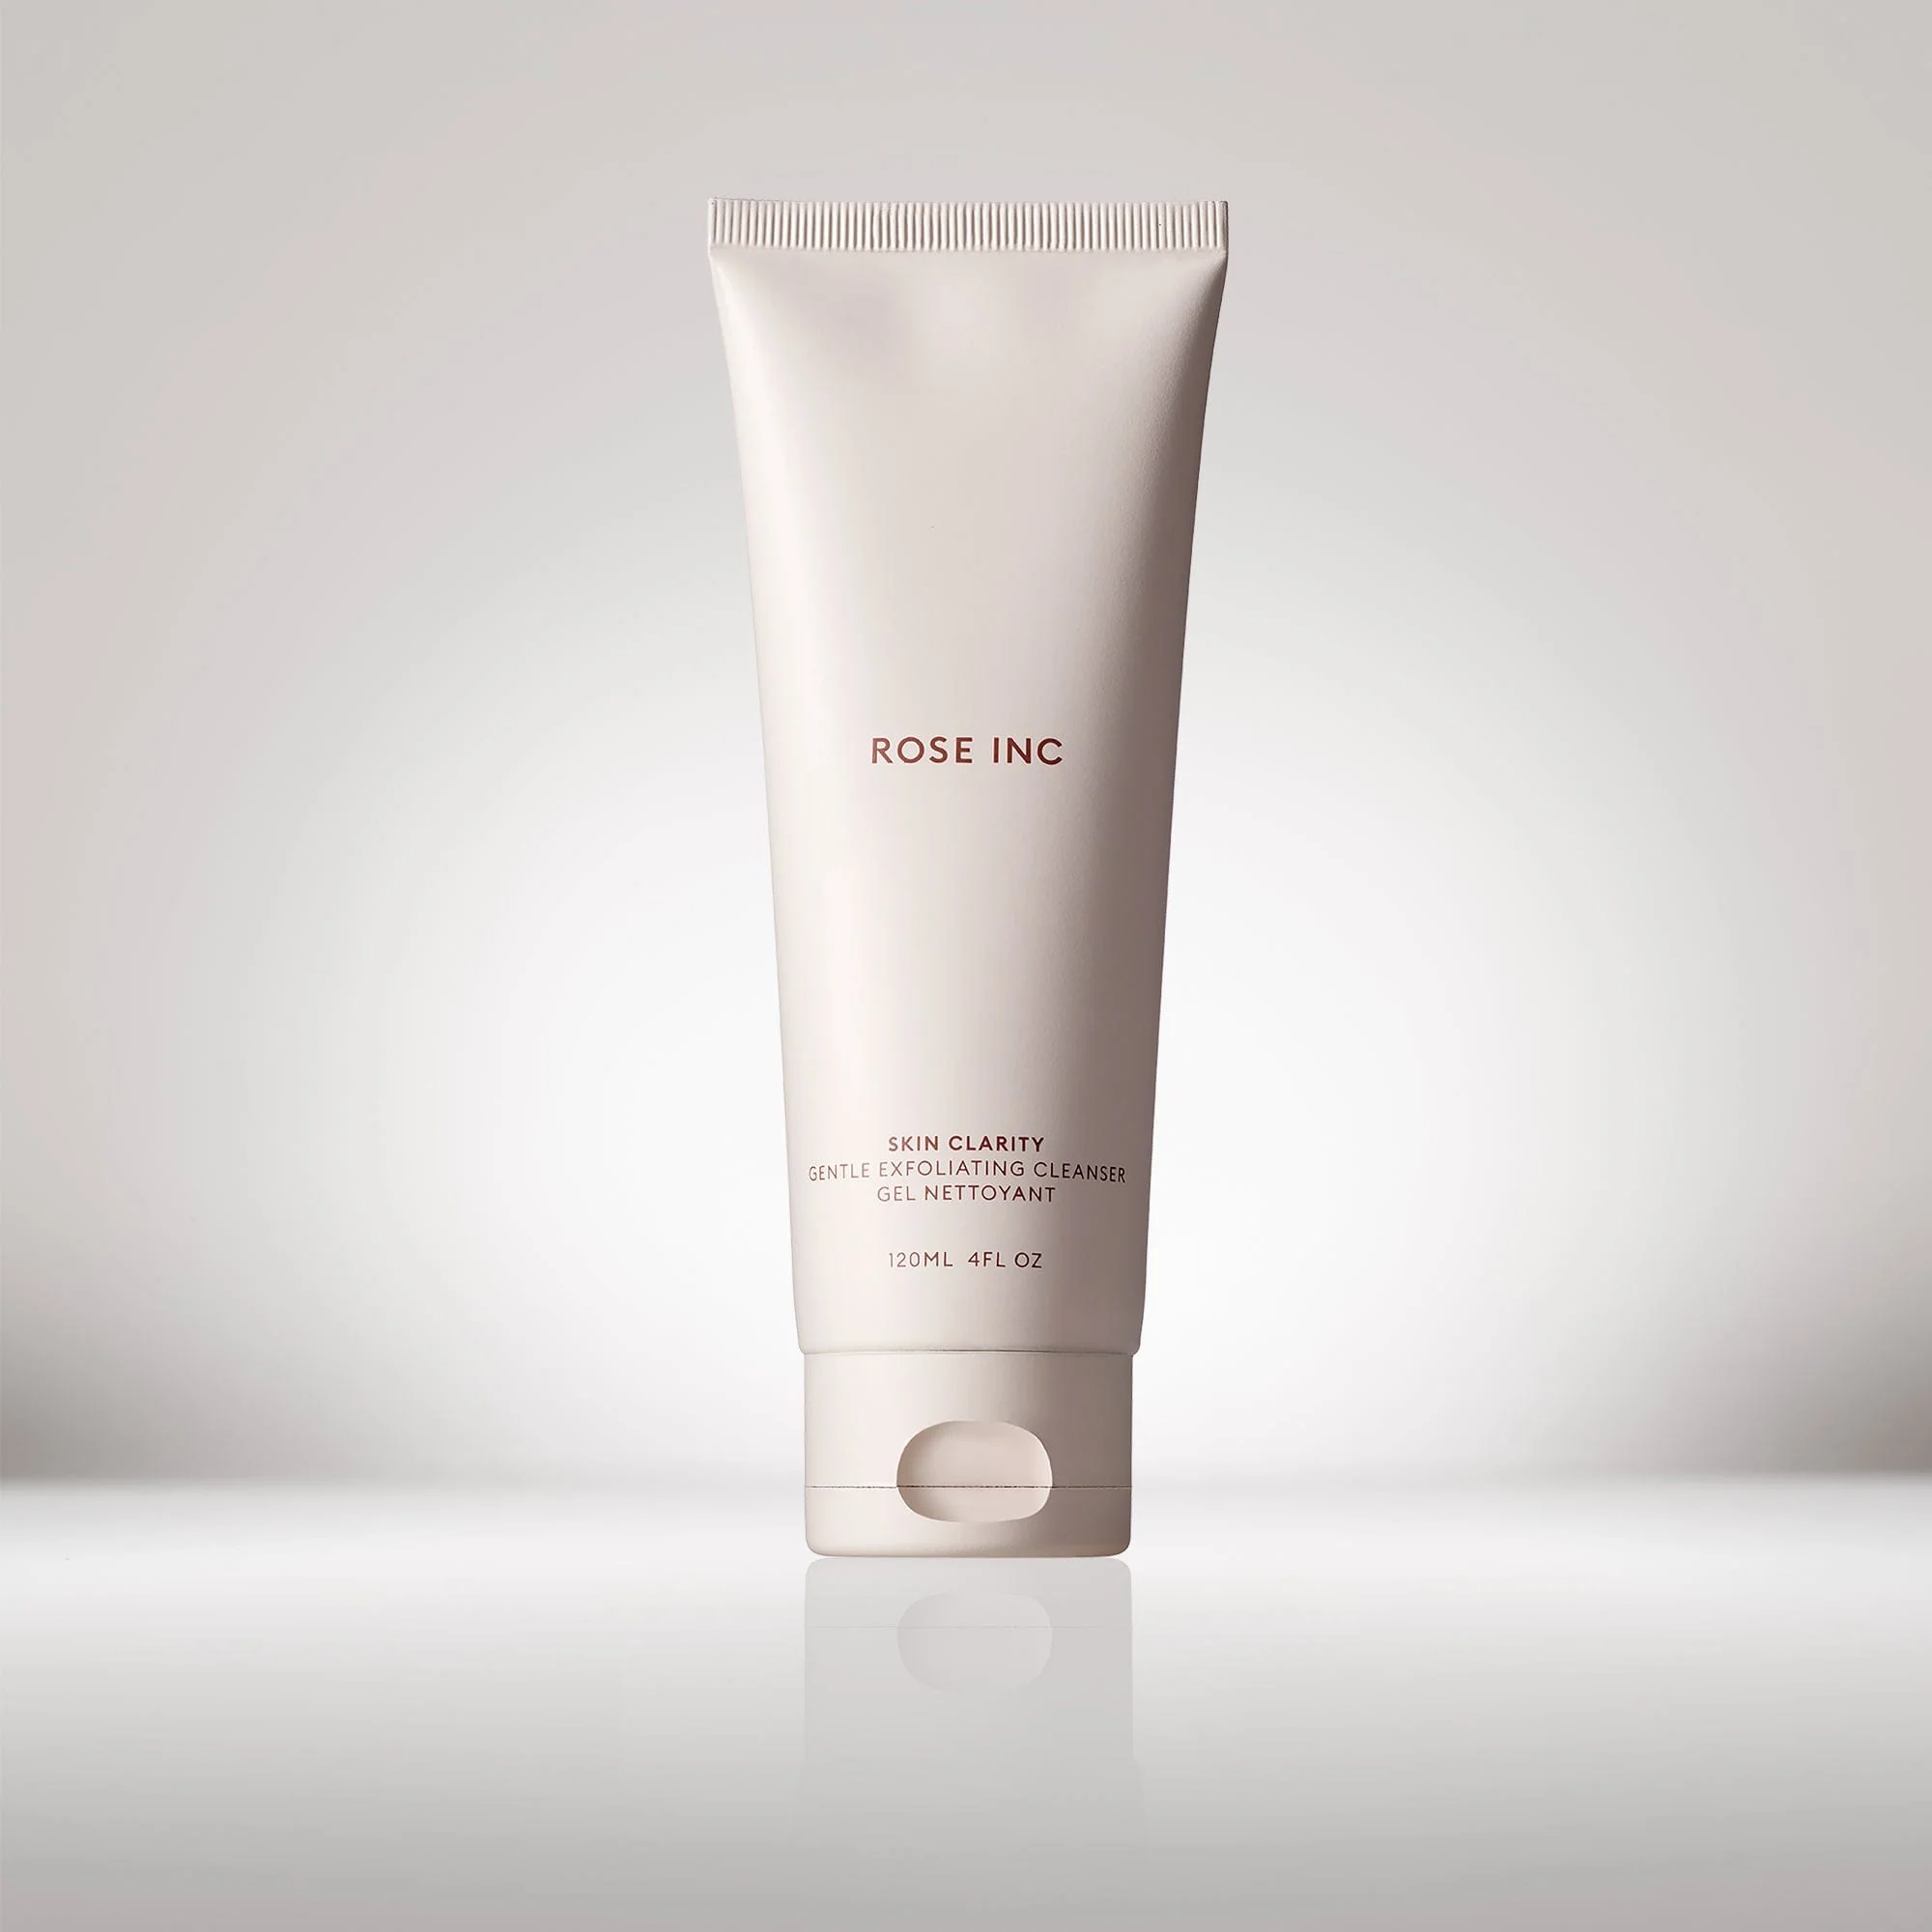 ROSE INC
SKIN CLARITY
GENTLE EXFOLIATING CLEANSER
GEL NETTOYANT
120ML 4FL OZ